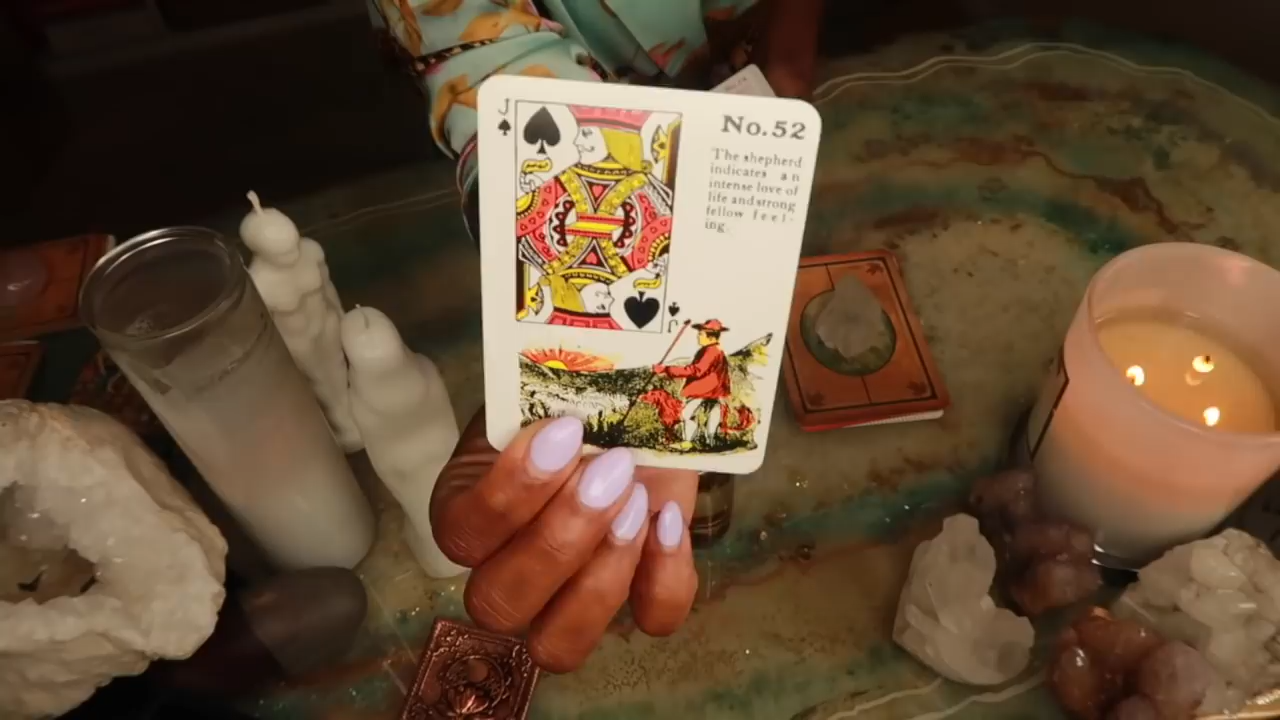 J
No.52
The shepherd
indicates an
intense love of
life and strong
fellow feel-
ing.
J